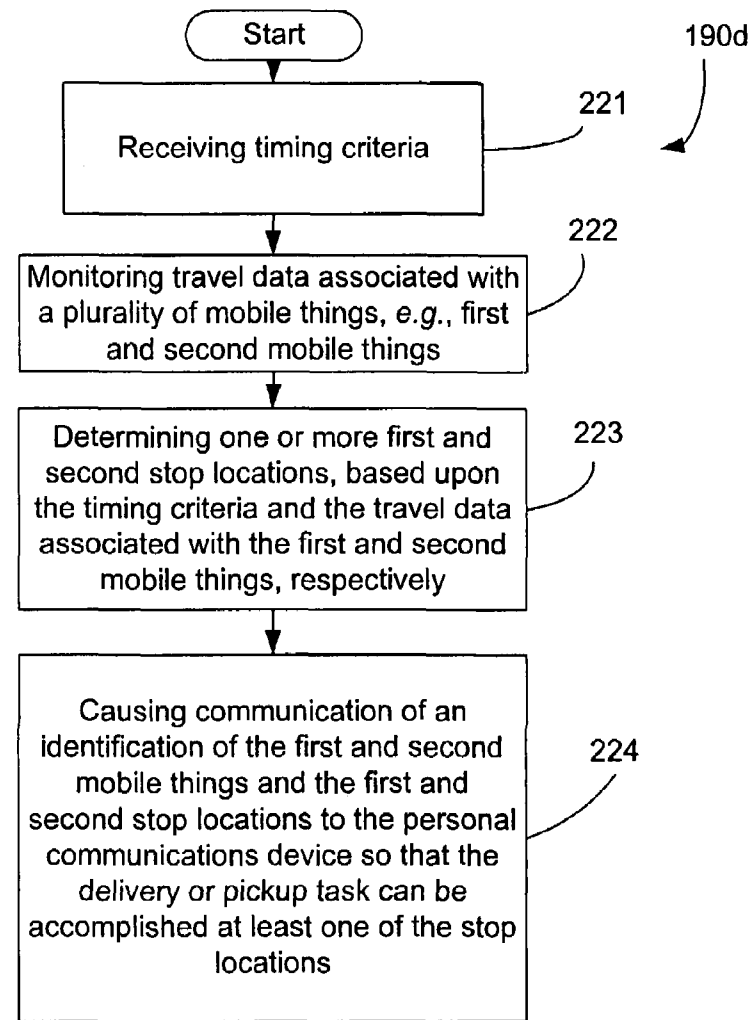 Start
190d
221
Receiving timing criteria
222
Monitoring travel data associated with
a plurality of mobile things, e.g., first
and second mobile things
223
Determining one or more first and
second stop locations, based upon
the timing criteria and the travel data
associated with the first and second
mobile things, respectively
224
Causing communication of an
identification of the first and second
mobile things and the first and
second stop locations to the personal
communications device so that the
delivery or pickup task can be
accomplished at least one of the stop
locations